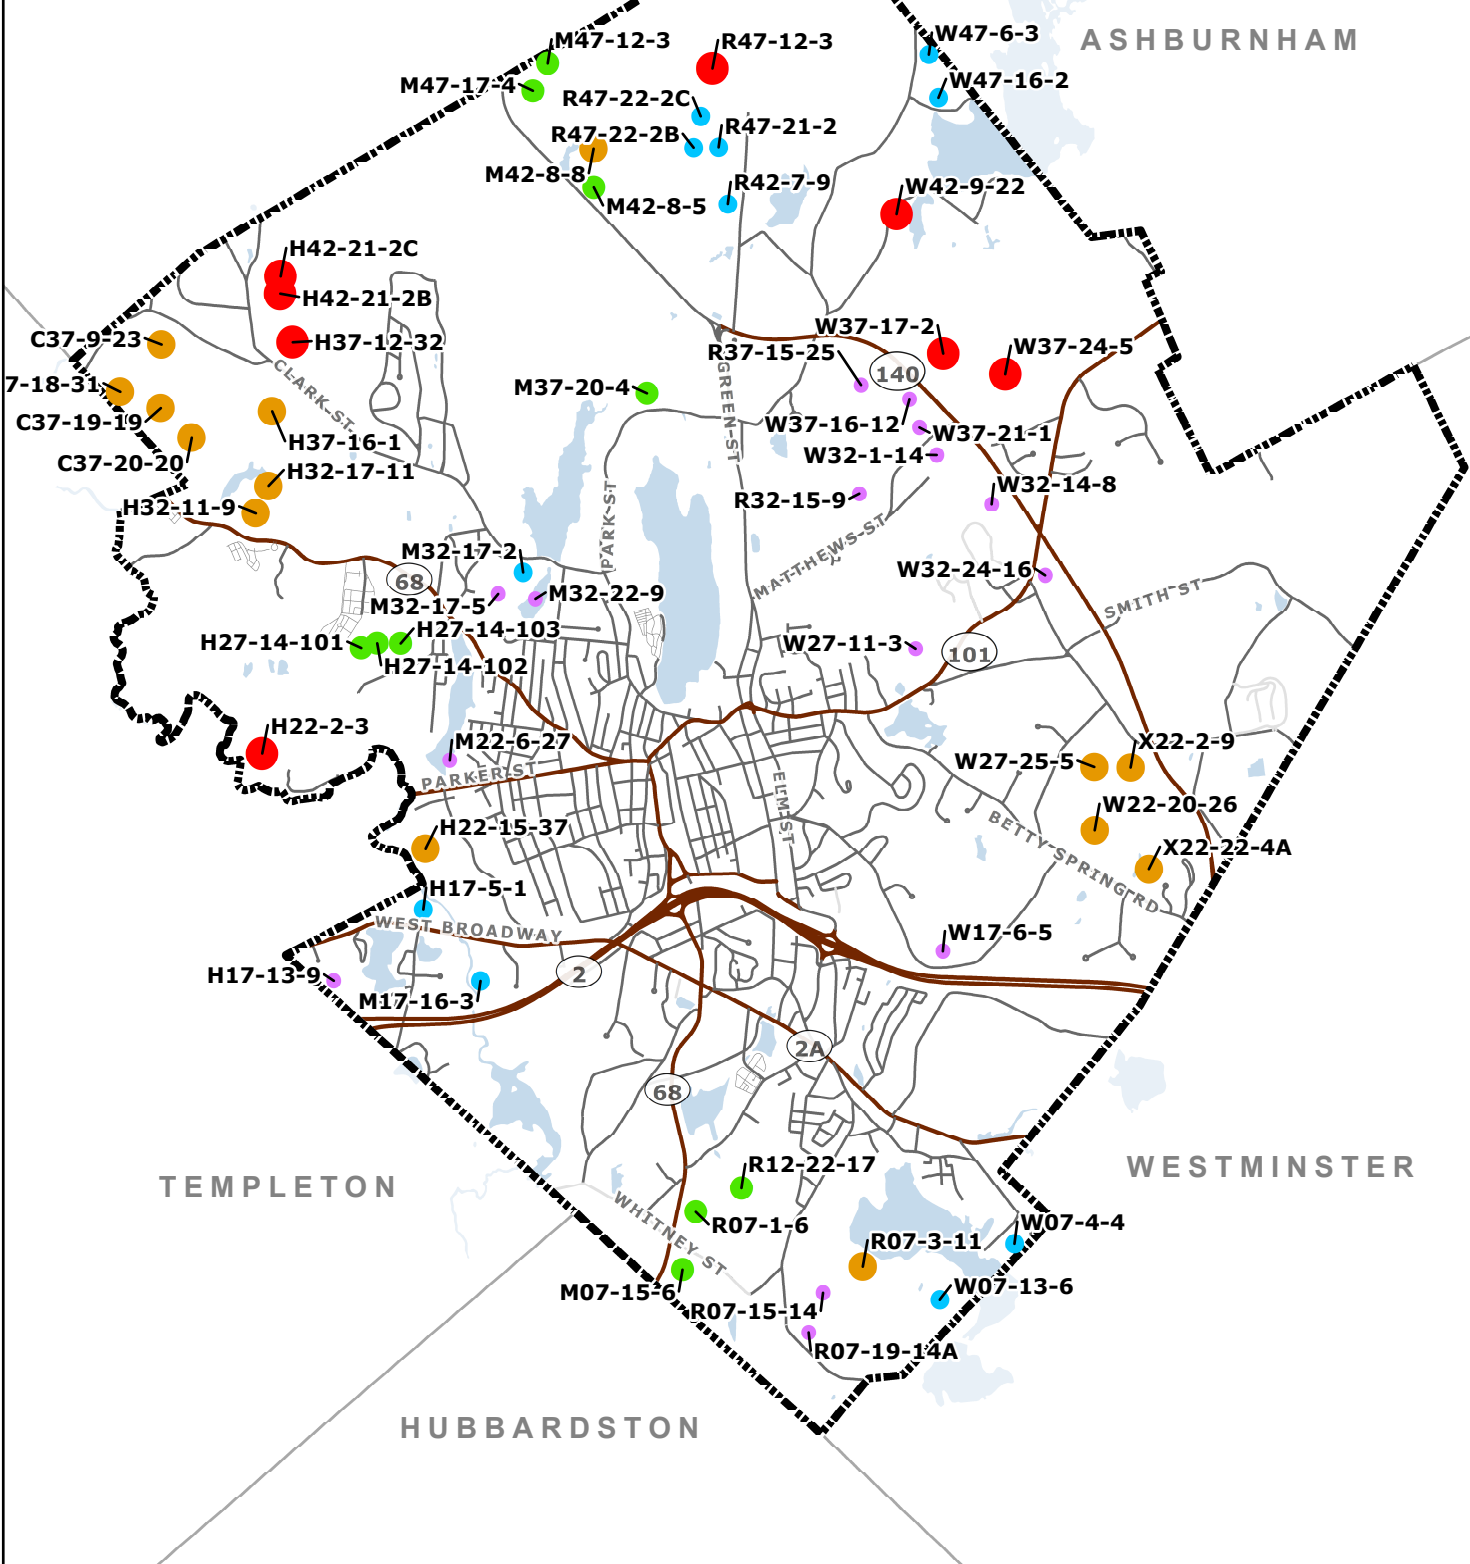 W47-6-3
ASHBURNHAM
M47-12-3
R47-12-3
M47-17-4
W47-16-2
R47-22-2C
R47-22-2B
R47-21-2
M42-8-8
R42-7-9
W42-9-22
M42-8-5
H42-21-2C
H42-21-2B
W37-17-2
C37-9-23
H37-12-32
R37-15-25
W37-24-5
CLARK ST
GREEN ST
140
7-18-31
M37-20-4
C37-19-19
W37-16-12
W37-21-1
H37-16-1
C37-20-20
W32-1-14
H32-17-11
W32-14-8
R32-15-9
H32-11-9
PARK ST
MATTHEWS ST
M32-17-2
W32-24-16
68
M32-22-9
SMITH ST
M32-17-5
H27-14-103
H27-14-101
W27-11-3
101
H27-14-102
H22-2-3
M22-6-27
X22-2-9
W27-25-5
PARKER ST
ELM ST
W22-20-26
H22-15-37
BETTY SPRING RD
X22-22-4A
H17-5-1
WEST BROADWAY
W17-6-5
H17-13-9
2
M17-16-3
2A
68
R12-22-17
WESTMINSTER
TEMPLETON
WHITNEY ST
R07-1-6
W07-4-4
R07-3-11
W07-13-6
M07-15-6
R07-15-14
R07-19-14A
HUBBARDSTON